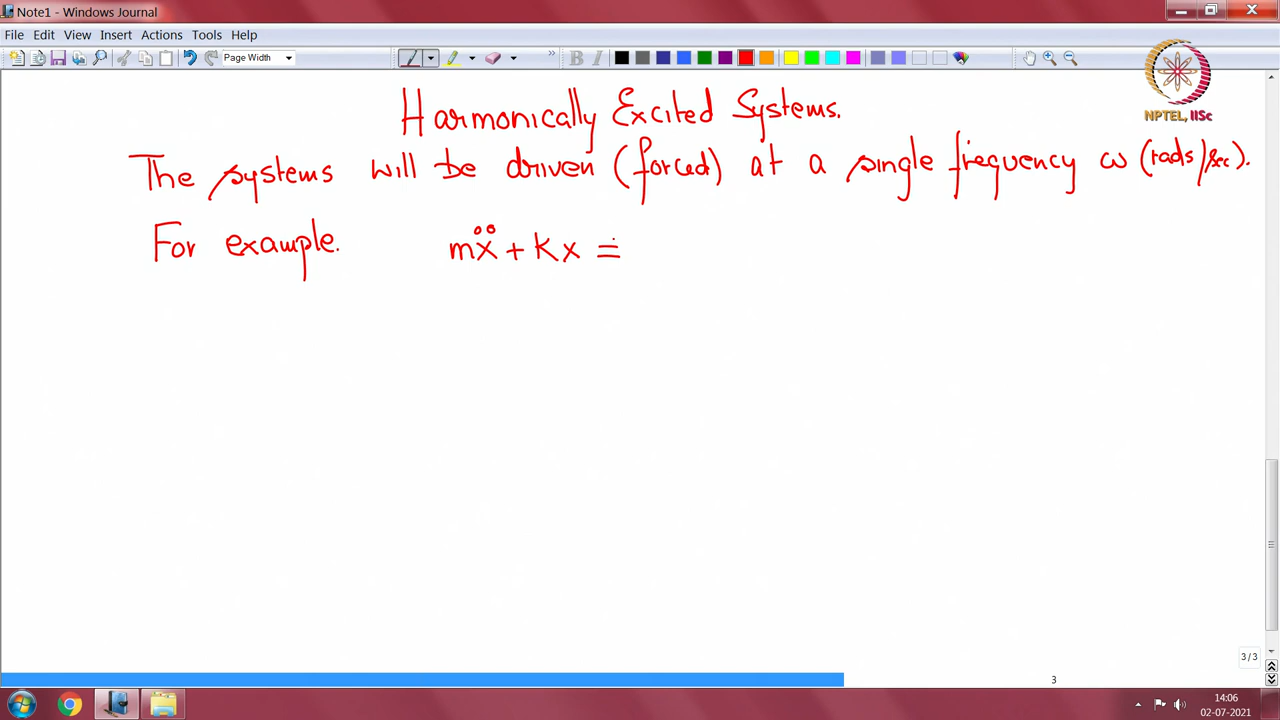 Note1 - Windows Journal
File Edit View Insert Actions Tools Help
Page Width
NPTEL, IISc
Harmonically Excited Systems.
The systems will be driven (forced) at a single frequency ω (rads/sec).
For example. mẍ + kx =
3/3
3
14:06
02-07-2021